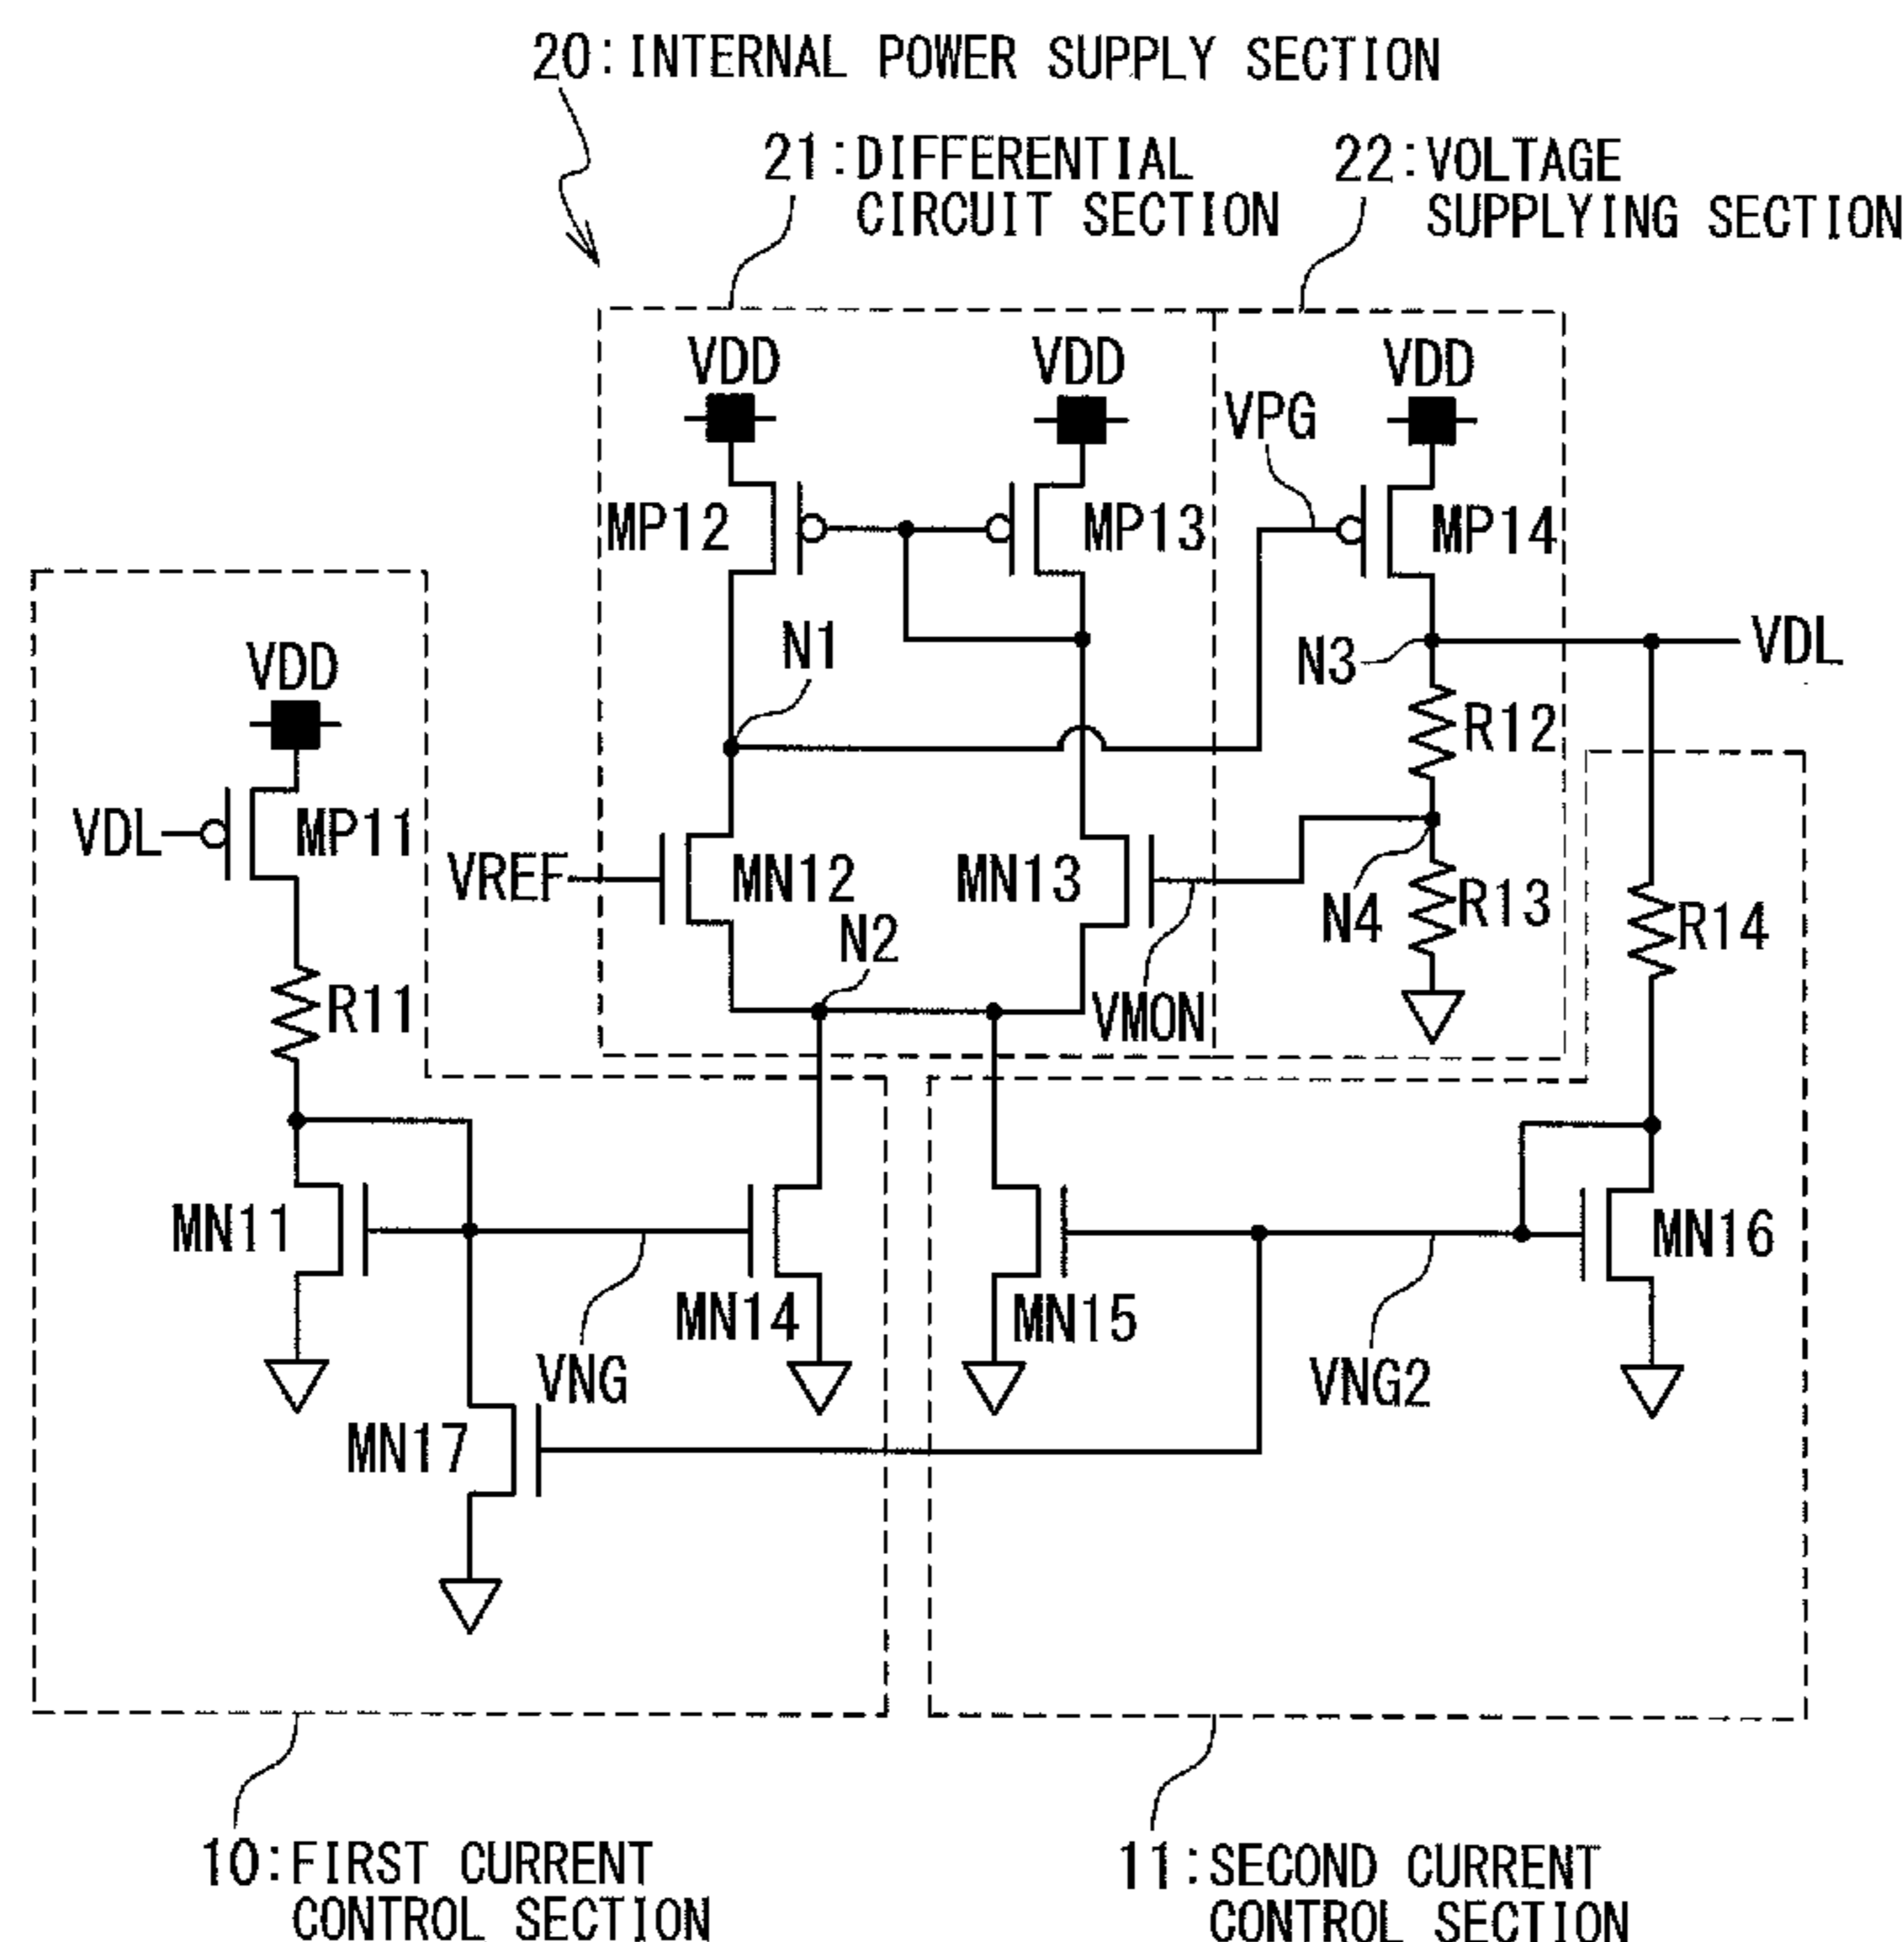 20:INTERNAL POWER SUPPLY SECTION
21:DIFFERENTIAL
CIRCUIT SECTION
22:VOLTAGE
SUPPLYING SECTION
VDD
VDD
VDD
VPG
MP12
MP13
MP14
N1
N3
VDL
VDD
R12
VDL
MP11
VREF
MN12
MN13
N4
R13
R14
N2
R11
VMON
MN11
MN16
MN14
MN15
VNG
VNG2
MN17
10:FIRST CURRENT
CONTROL SECTION
11:SECOND CURRENT
CONTROL SECTION